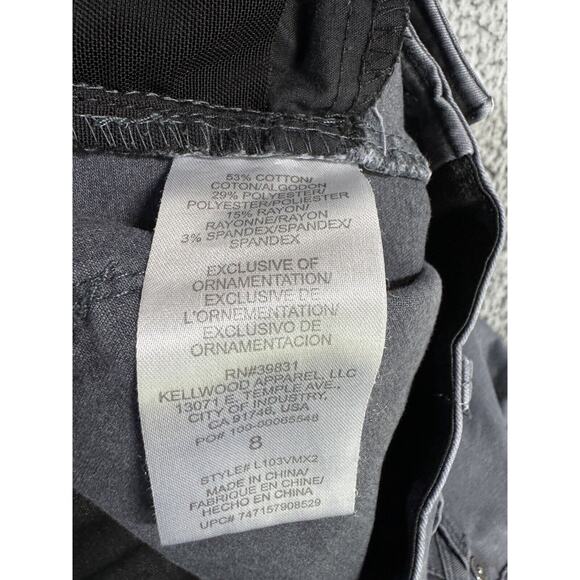 53% COTTON/
COTON/ALGODON
29% POLYESTER/
POLYESTER/POLIESTER
15% RAYON/
RAYONNE/RAYON
3% SPANDEX/SPANDEX/
SPANDEX
EXCLUSIVE OF
ORNAMENTATION/
EXCLUSIVE DE
L'ORNEMENTATION/
EXCLUSIVO DE
ORNAMENTACION
RN#39831
KELLWOOD APPAREL, LLC
13071 E. TEMPLE AVE.,
CITY OF INDUSTRY,
CA 91746, USA
PO# 100-00065548
8
STYLE# L103VMX2
MADE IN CHINA/
FABRIQUE EN CHINE/
HECHO EN CHINA
UPC# 747157908529